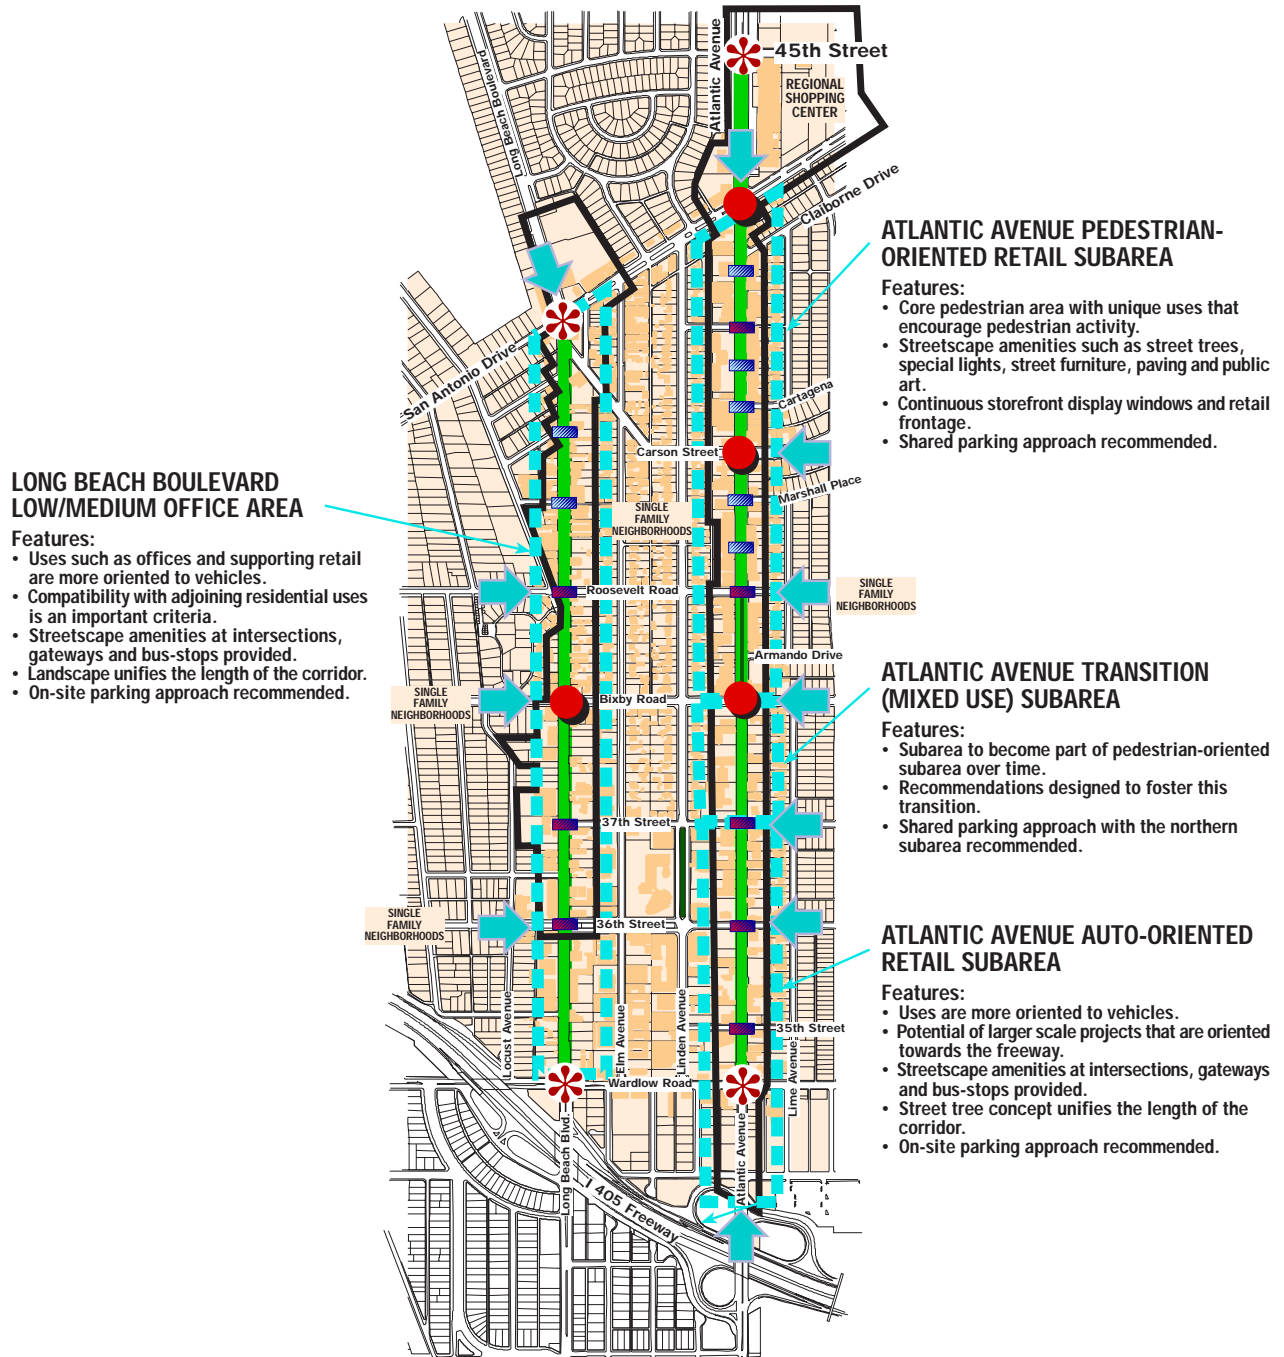 Atlantic Avenue
45th Street
REGIONAL
SHOPPING
CENTER
Long Beach Boulevard
Claiborne Drive
San Antonio Drive
Cartagena
Carson Street
Marshall Place
SINGLE
FAMILY
NEIGHBORHOODS
Roosevelt Road
SINGLE
FAMILY
NEIGHBORHOODS
Armando Drive
SINGLE
FAMILY
NEIGHBORHOODS
Bixby Road
37th Street
SINGLE
FAMILY
NEIGHBORHOODS
36th Street
35th Street
Locust Avenue
Elm Avenue
Linden Avenue
Lime Avenue
Wardlow Road
Long Beach Blvd.
Atlantic Avenue
I 405 Freeway
LONG BEACH BOULEVARD
LOW/MEDIUM OFFICE AREA
Features:
• Uses such as offices and supporting retail
are more oriented to vehicles.
• Compatibility with adjoining residential uses
is an important criteria.
• Streetscape amenities at intersections,
gateways and bus-stops provided.
• Landscape unifies the length of the corridor.
• On-site parking approach recommended.
ATLANTIC AVENUE PEDESTRIAN-
ORIENTED RETAIL SUBAREA
Features:
• Core pedestrian area with unique uses that
encourage pedestrian activity.
• Streetscape amenities such as street trees,
special lights, street furniture, paving and public
art.
• Continuous storefront display windows and retail
frontage.
• Shared parking approach recommended.
ATLANTIC AVENUE TRANSITION
(MIXED USE) SUBAREA
Features:
• Subarea to become part of pedestrian-oriented
subarea over time.
• Recommendations designed to foster this
transition.
• Shared parking approach with the northern
subarea recommended.
ATLANTIC AVENUE AUTO-ORIENTED
RETAIL SUBAREA
Features:
• Uses are more oriented to vehicles.
• Potential of larger scale projects that are oriented
towards the freeway.
• Streetscape amenities at intersections, gateways
and bus-stops provided.
• Street tree concept unifies the length of the
corridor.
• On-site parking approach recommended.